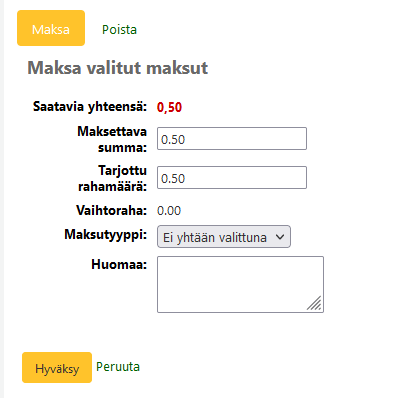 Maksa Poista
Maksa valitut maksut
Saatavia yhteensä: 0,50
Maksettava
summa: 0.50
Tarjottu
rahamäärä: 0.50
Vaihtoraha: 0.00
Maksutyyppi: Ei yhtään valittuna
Huomaa:
Hyväksy Peruuta